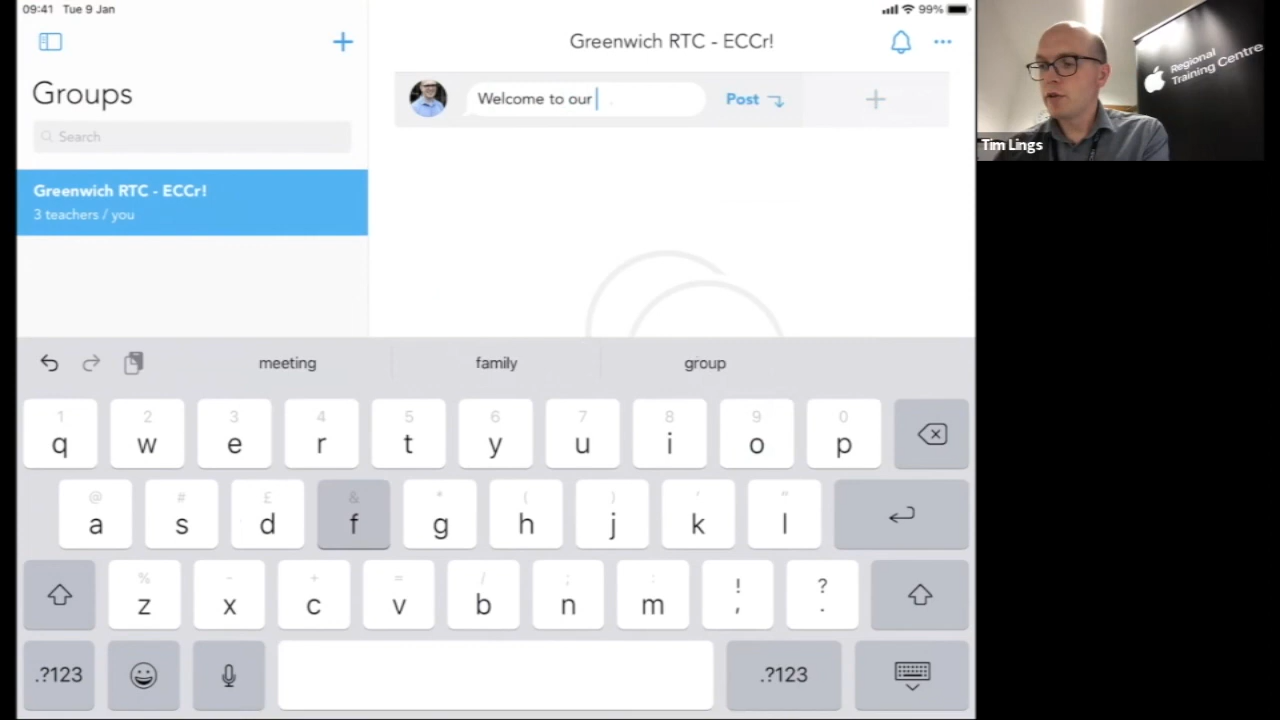 09:41 Tue 9 Jan
99%
Groups
Search
Greenwich RTC - ECCr!
3 teachers / you
Greenwich RTC - ECCr!
Welcome to our
Post
meeting family group
1 2 3 4 5 6 7 8 9 0
q w e r t y u i o p
@ # £ & * ( ) ' "
a s d f g h j k l
% - + = / ; : ! ?
z x c v b n m , .
.?123 .?123
Regional
Training Centre
Tim Lings